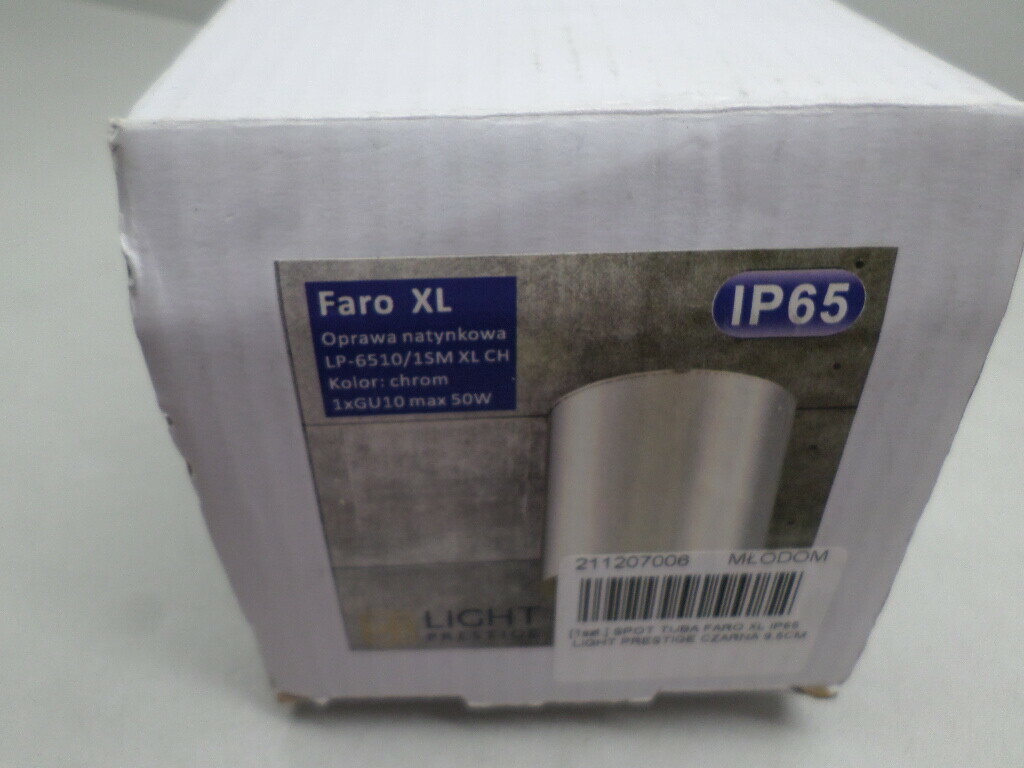 Faro XL
Oprawa natynkowa
LP-6510/1SM XL CH
Kolor: chrom
1xGU10 max 50W
IP65
LIGHT
PRESTIGE
211207006 MŁODOM
[1szt.] SPOT TUBA FARO XL IP65
LIGHT PRESTIGE CZARNA 9.5CM